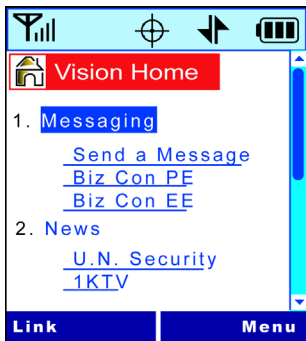 Vision Home
1. Messaging
Send a Message
Biz Con PE
Biz Con EE
2. News
U.N. Security
1KTV
Link Menu